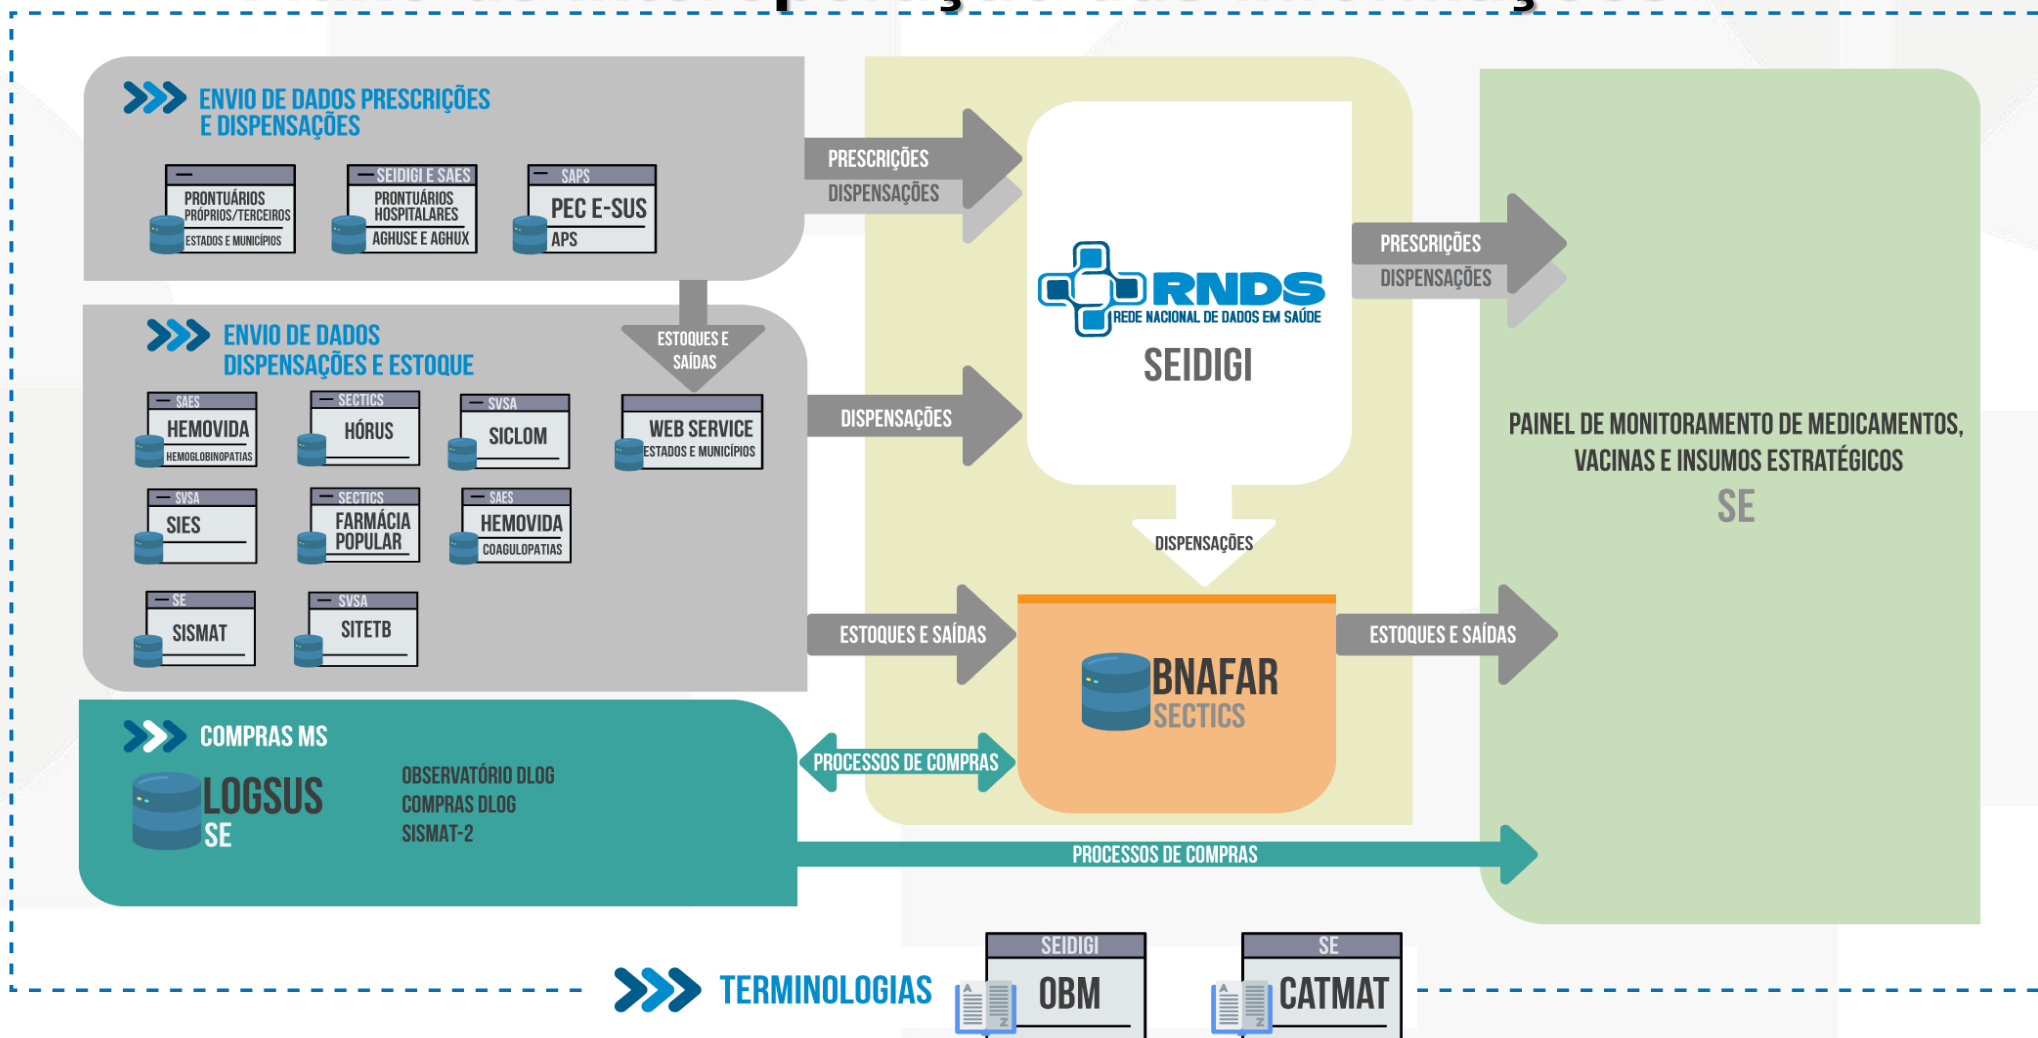 ENVIO DE DADOS PRESCRIÇÕES
E DISPENSAÇÕES
PRONTUÁRIOS
PRÓPRIOS/TERCEIROS
ESTADOS E MUNICÍPIOS
SEIDIGI E SAES
PRONTUÁRIOS
HOSPITALARES
AGHUSE E AGHUX
SAPS
PEC E-SUS
APS
PRESCRIÇÕES
DISPENSAÇÕES
ENVIO DE DADOS
DISPENSAÇÕES E ESTOQUE
ESTOQUES E
SAÍDAS
SAES
HEMOVIDA
HEMOGLOBINOPATIAS
SECTICS
HÓRUS
SVSA
SICLOM
WEB SERVICE
ESTADOS E MUNICÍPIOS
SVSA
SIES
SECTICS
FARMÁCIA
POPULAR
SAES
HEMOVIDA
COAGULOPATIAS
SE
SISMAT
SVSA
SITETB
DISPENSAÇÕES
ESTOQUES E SAÍDAS
RNDS
REDE NACIONAL DE DADOS EM SAÚDE
SEIDIGI
DISPENSAÇÕES
BNAFAR
SECTICS
PRESCRIÇÕES
DISPENSAÇÕES
ESTOQUES E SAÍDAS
PAINEL DE MONITORAMENTO DE MEDICAMENTOS,
VACINAS E INSUMOS ESTRATÉGICOS
SE
COMPRAS MS
LOGSUS
SE
OBSERVATÓRIO DLOG
COMPRAS DLOG
SISMAT-2
PROCESSOS DE COMPRAS
PROCESSOS DE COMPRAS
TERMINOLOGIAS
SEIDIGI
A
Z
OBM
SE
A
Z
CATMAT